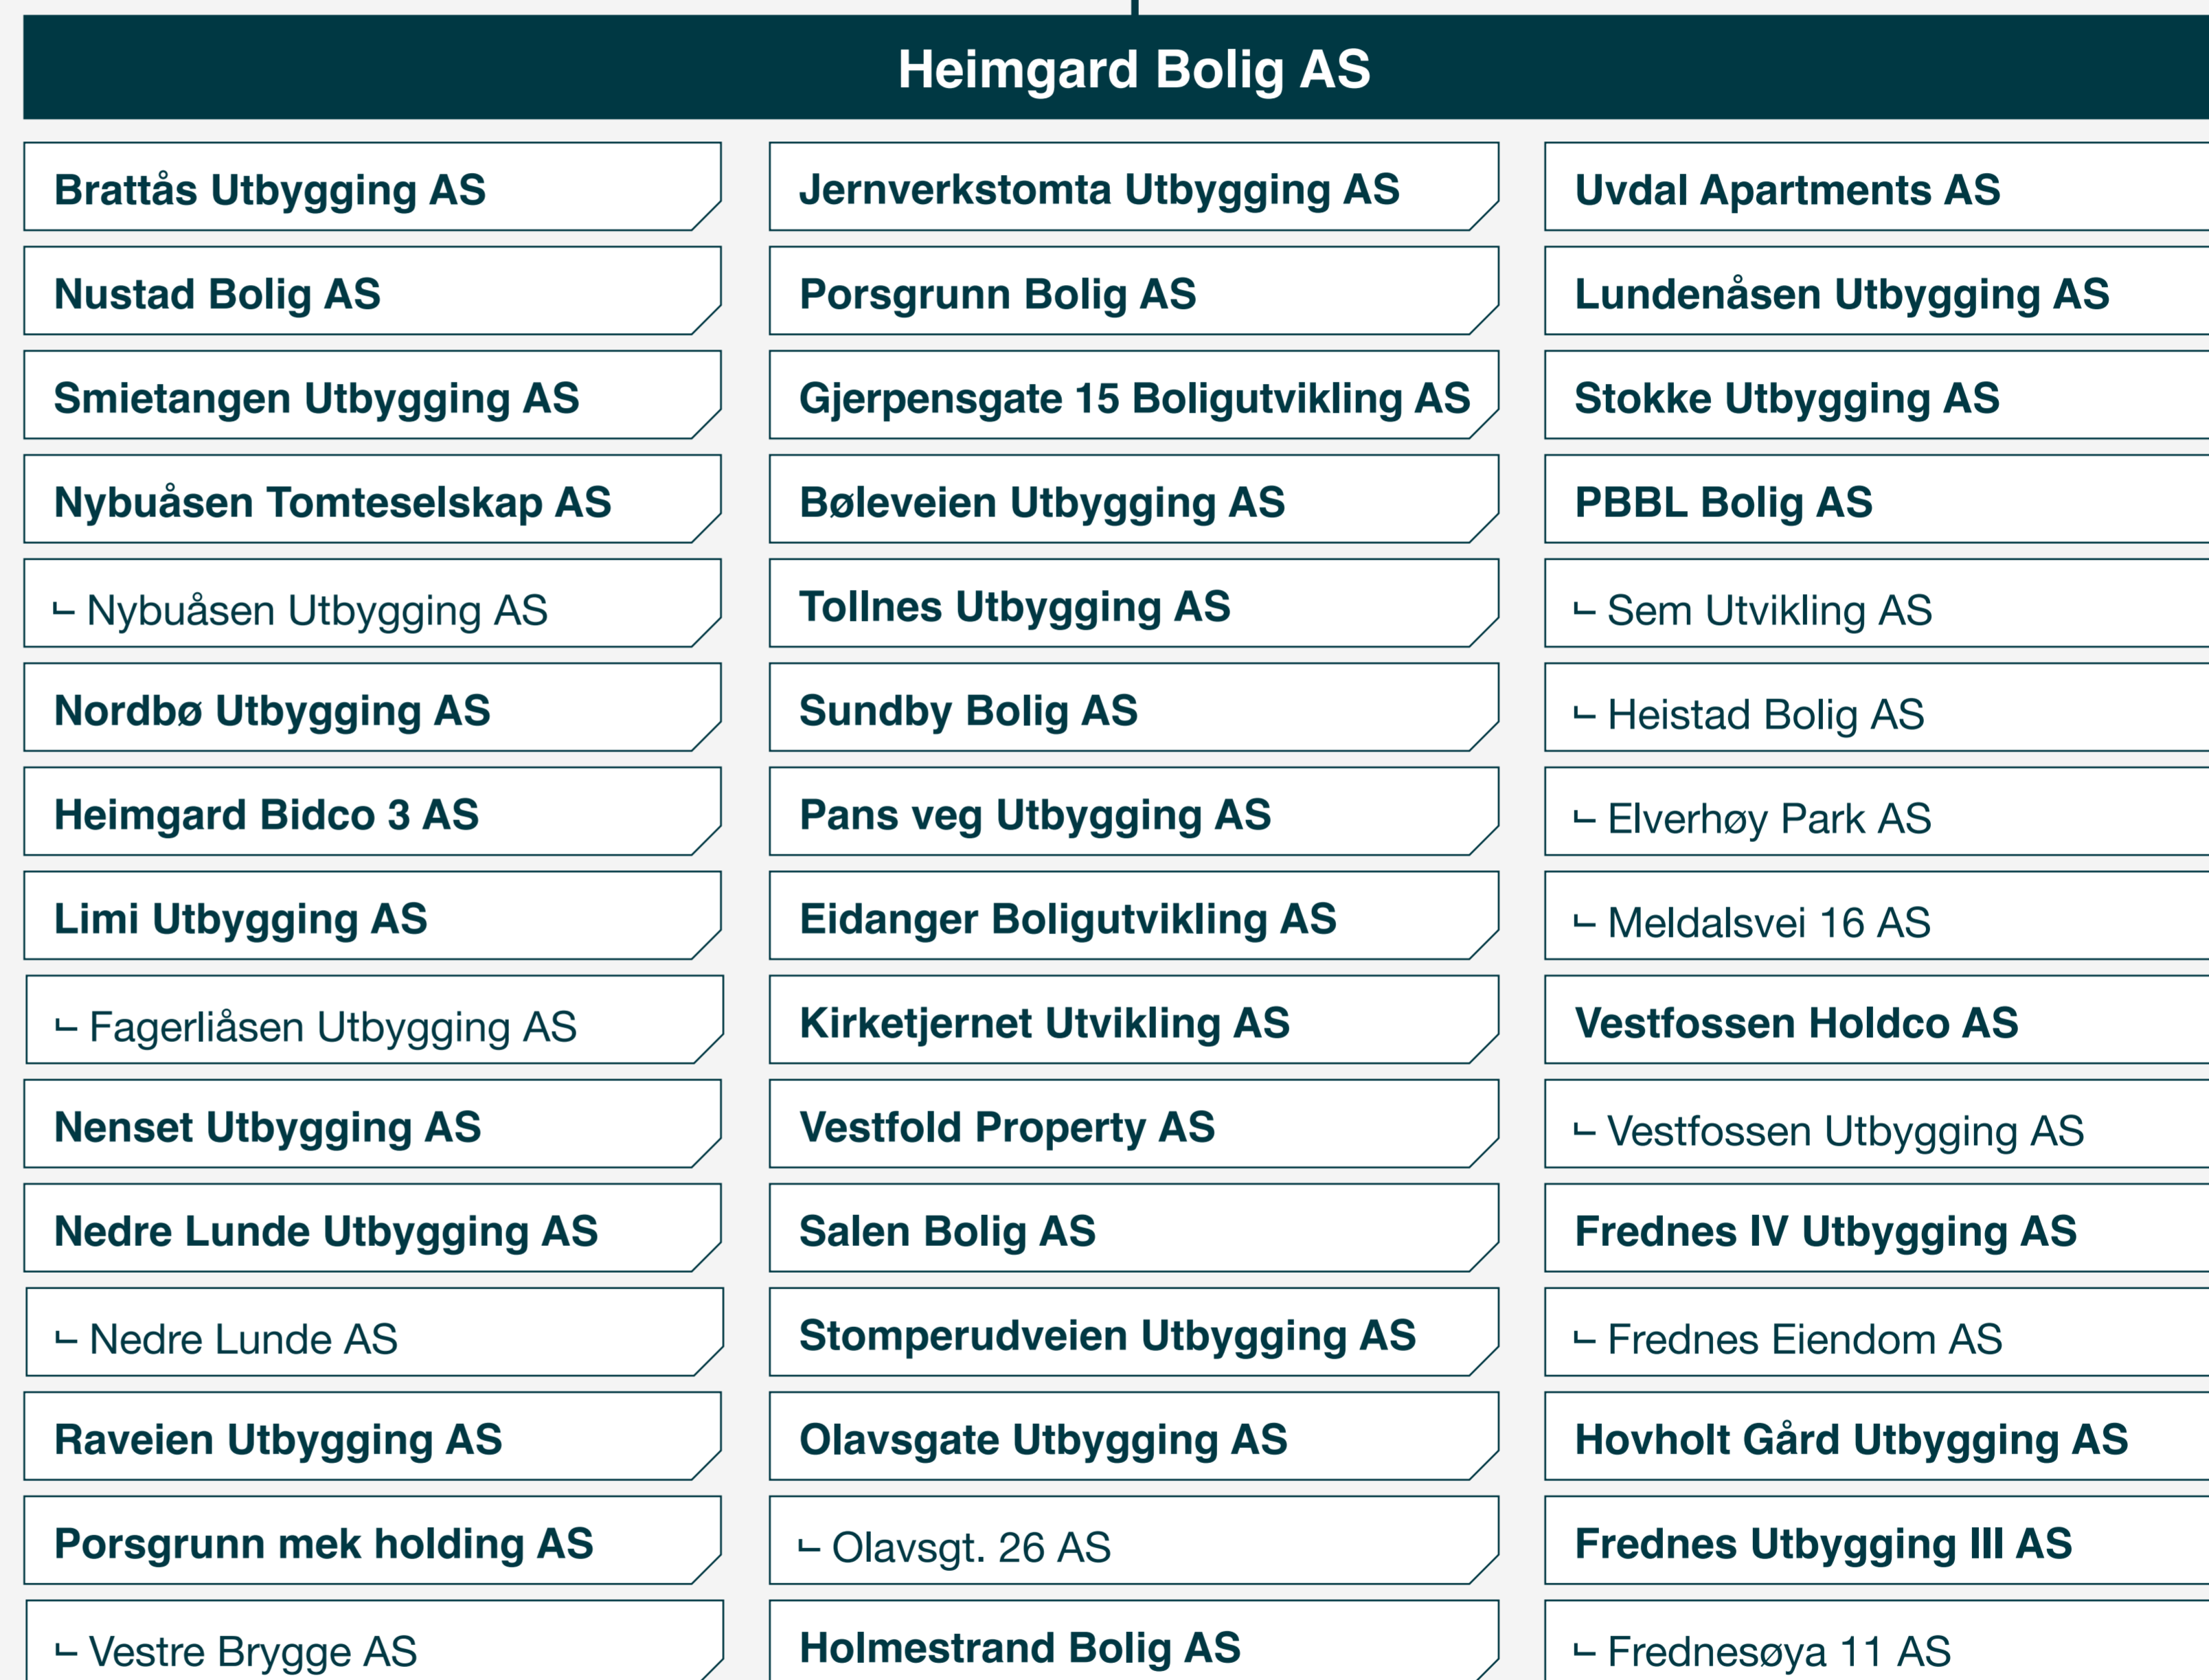 Heimgard Bolig AS
Brattås Utbygging AS
Nustad Bolig AS
Smietangen Utbygging AS
Nybuåsen Tomteselskap AS
Nybuåsen Utbygging AS
Nordbø Utbygging AS
Heimgard Bidco 3 AS
Limi Utbygging AS
Fagerliåsen Utbygging AS
Nenset Utbygging AS
Nedre Lunde Utbygging AS
Nedre Lunde AS
Raveien Utbygging AS
Porsgrunn mek holding AS
Vestre Brygge AS
Jernverkstomta Utbygging AS
Porsgrunn Bolig AS
Gjerpensgate 15 Boligutvikling AS
Bøleveien Utbygging AS
Tollnes Utbygging AS
Sundby Bolig AS
Pans veg Utbygging AS
Eidanger Boligutvikling AS
Kirketjernet Utvikling AS
Vestfold Property AS
Salen Bolig AS
Stomperudveien Utbygging AS
Olavsgate Utbygging AS
Olavsgt. 26 AS
Holmestrand Bolig AS
Uvdal Apartments AS
Lundenåsen Utbygging AS
Stokke Utbygging AS
PBBL Bolig AS
Sem Utvikling AS
Heistad Bolig AS
Elverhøy Park AS
Meldalsvei 16 AS
Vestfossen Holdco AS
Vestfossen Utbygging AS
Frednes IV Utbygging AS
Frednes Eiendom AS
Hovholt Gård Utbygging AS
Frednes Utbygging III AS
Frednesøya 11 AS